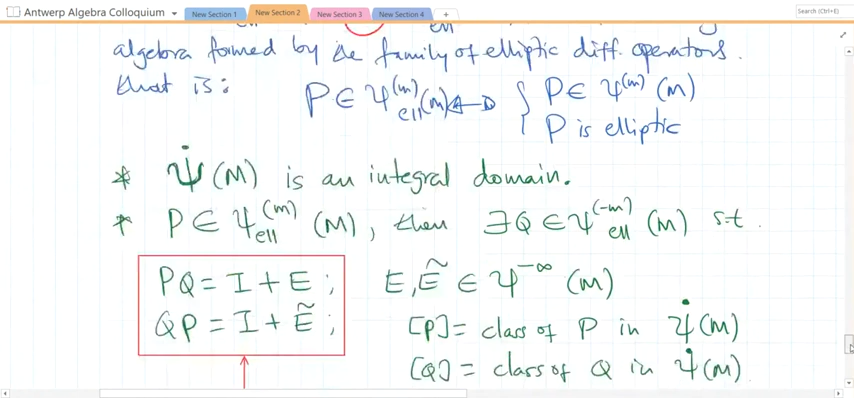 Antwerp Algebra Colloquium
New Section 1 New Section 2 New Section 3 New Section 4 +
Search (Ctrl+E)
ell ell
algebra formed by the family of elliptic diff. operators.
that is: P ∈ Ψ^(m)_ell (M) ↔ { P ∈ Ψ^(m) (M)
P is elliptic
* Ψ̇ (M) is an integral domain.
* P ∈ Ψ^(m)_ell (M), then ∃ Q ∈ Ψ^(-m)_ell (M) s.t.
PQ = I + E ; E, Ẽ ∈ Ψ^-∞ (M)
QP = I + Ẽ ; [P] = class of P in Ψ̇ (M)
[Q] = class of Q in Ψ̇ (M)